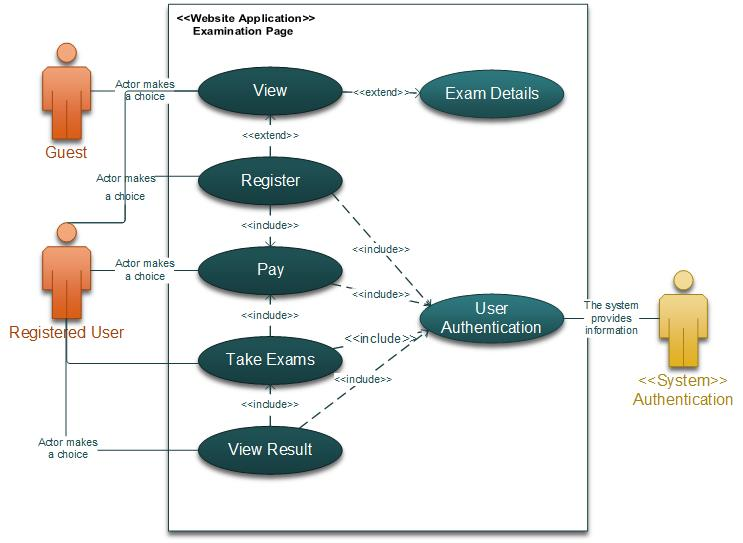 <<Website Application>>
Examination Page
Actor makes
a choice
View
<<extend>>
Exam Details
Guest
<<extend>>
Actor makes
a choice
Register
<<include>>
<<include>>
Actor makes
a choice
Pay
<<include>>
Registered User
<<include>>
User
Authentication
The system
provides
information
<<System>>
Authentication
Take Exams
<<include>>
<<include>>
<<include>>
Actor makes
a choice
View Result